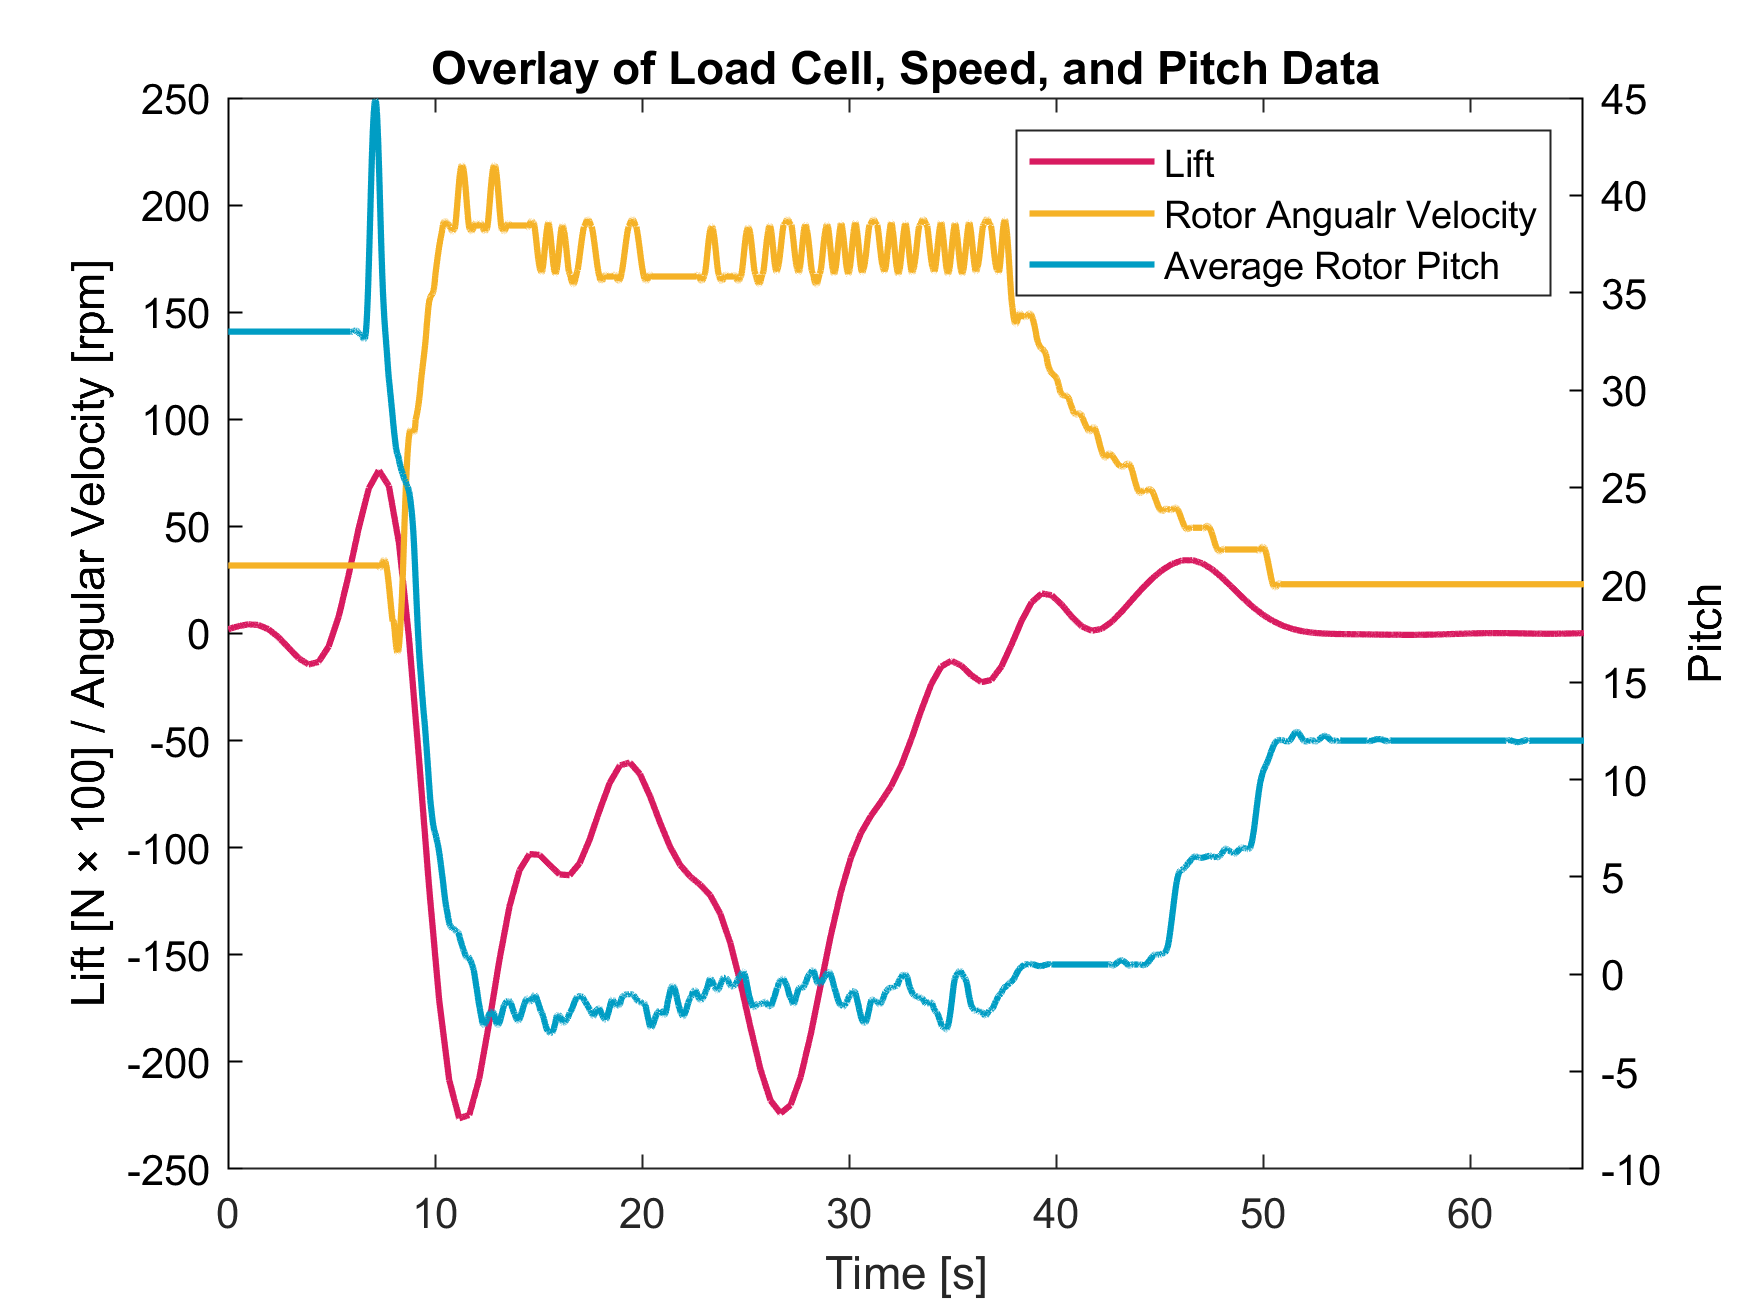 Overlay of Load Cell, Speed, and Pitch Data
Lift
Rotor Angualr Velocity
Average Rotor Pitch
Lift [N × 100] / Angular Velocity [rpm]
250
200
150
100
50
0
-50
-100
-150
-200
-250
45
40
35
30
25
20
15
10
5
0
-5
-10
Pitch
0 10 20 30 40 50 60
Time [s]